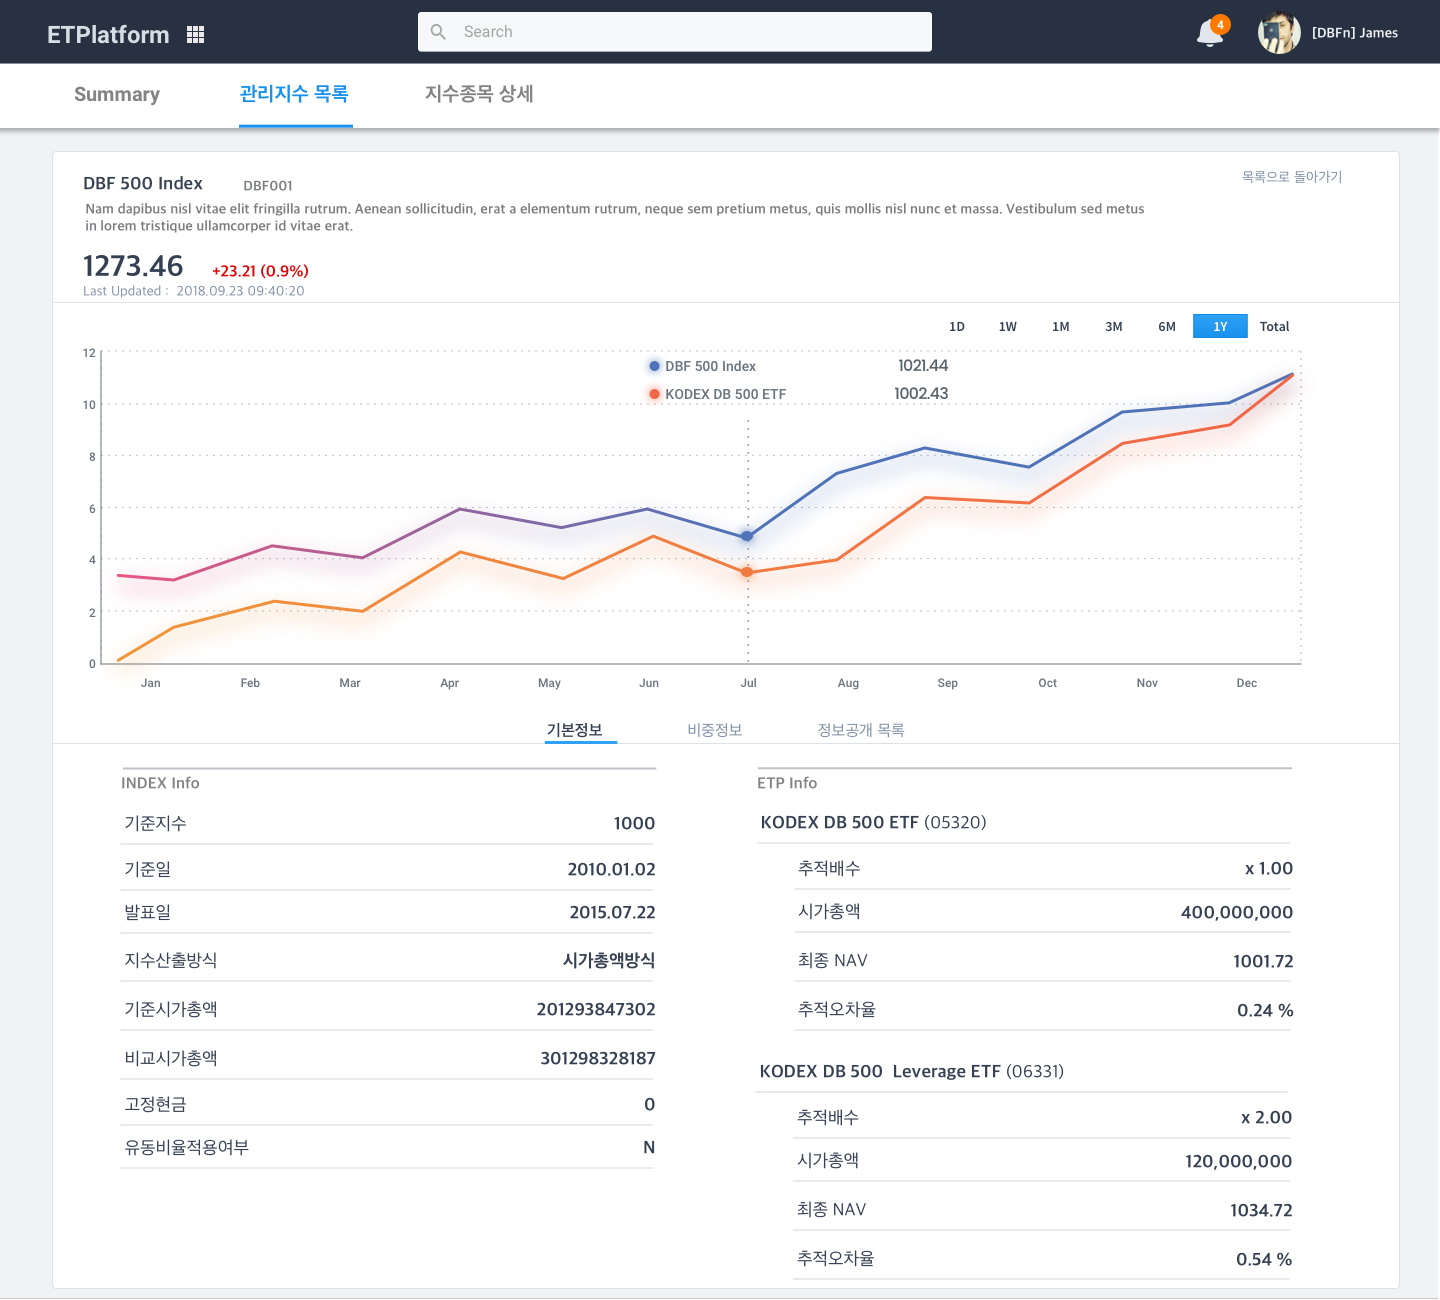 ETPlatform
Search
4
[DBFn] James
Summary
관리지수 목록
지수종목 상세
DBF 500 Index
DBF001
목록으로 돌아가기
Nam dapibus nisl vitae elit fringilla rutrum. Aenean sollicitudin, erat a elementum rutrum, neque sem pretium metus, quis mollis nisl nunc et massa. Vestibulum sed metus
in lorem tristique ullamcorper id vitae erat.
1273.46
+23.21 (0.9%)
Last Updated : 2018.09.23 09:40:20
1D 1W 1M 3M 6M 1Y Total
DBF 500 Index 1021.44
KODEX DB 500 ETF 1002.43
12
10
8
6
4
2
0
Jan Feb Mar Apr May Jun Jul Aug Sep Oct Nov Dec
기본정보
비중정보
정보공개 목록
INDEX Info
기준지수 1000
기준일 2010.01.02
발표일 2015.07.22
지수산출방식 시가총액방식
기준시가총액 201293847302
비교시가총액 301298328187
고정현금 0
유동비율적용여부 N
ETP Info
KODEX DB 500 ETF (05320)
추적배수 x 1.00
시가총액 400,000,000
최종 NAV 1001.72
추적오차율 0.24 %
KODEX DB 500 Leverage ETF (06331)
추적배수 x 2.00
시가총액 120,000,000
최종 NAV 1034.72
추적오차율 0.54 %